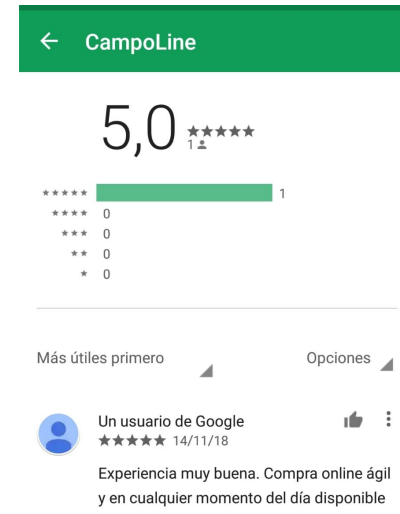 CampoLine
5,0
1
1
0
0
0
0
Más útiles primero
Opciones
Un usuario de Google
14/11/18
Experiencia muy buena. Compra online ágil
y en cualquier momento del día disponible